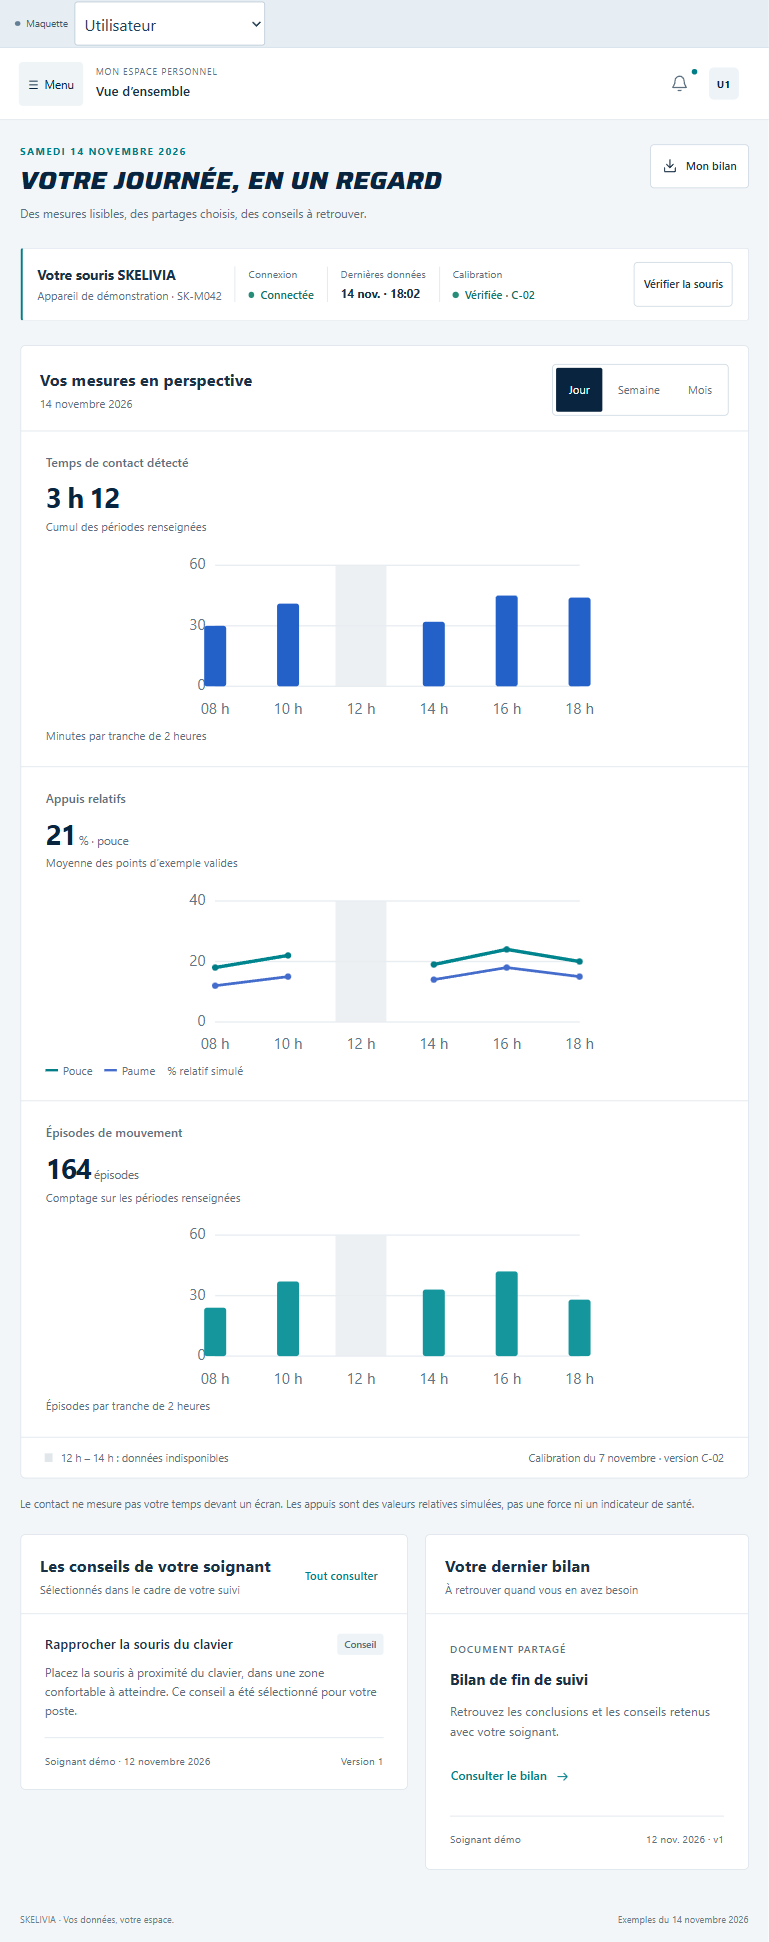 Maquette
Utilisateur
☰ Menu
MON ESPACE PERSONNEL
Vue d’ensemble
U1
SAMEDI 14 NOVEMBRE 2026
VOTRE JOURNÉE, EN UN REGARD
Des mesures lisibles, des partages choisis, des conseils à retrouver.
Mon bilan
Votre souris SKELIVIA
Appareil de démonstration · SK-M042
Connexion
Connectée
Dernières données
14 nov. · 18:02
Calibration
Vérifiée · C-02
Vérifier la souris
Vos mesures en perspective
14 novembre 2026
Jour
Semaine
Mois
Temps de contact détecté
3 h 12
Cumul des périodes renseignées
60
30
0
08 h 10 h 12 h 14 h 16 h 18 h
Minutes par tranche de 2 heures
Appuis relatifs
21 % · pouce
Moyenne des points d’exemple valides
40
20
0
08 h 10 h 12 h 14 h 16 h 18 h
Pouce Paume % relatif simulé
Épisodes de mouvement
164 épisodes
Comptage sur les périodes renseignées
60
30
0
08 h 10 h 12 h 14 h 16 h 18 h
Épisodes par tranche de 2 heures
12 h – 14 h : données indisponibles
Calibration du 7 novembre · version C-02
Le contact ne mesure pas votre temps devant un écran. Les appuis sont des valeurs relatives simulées, pas une force ni un indicateur de santé.
Les conseils de votre soignant
Sélectionnés dans le cadre de votre suivi
Tout consulter
Rapprocher la souris du clavier
Conseil
Placez la souris à proximité du clavier, dans une zone
confortable à atteindre. Ce conseil a été sélectionné pour votre
poste.
Soignant démo · 12 novembre 2026
Version 1
Votre dernier bilan
À retrouver quand vous en avez besoin
DOCUMENT PARTAGÉ
Bilan de fin de suivi
Retrouvez les conclusions et les conseils retenus
avec votre soignant.
Consulter le bilan →
Soignant démo
12 nov. 2026 · v1
SKELIVIA · Vos données, votre espace.
Exemples du 14 novembre 2026